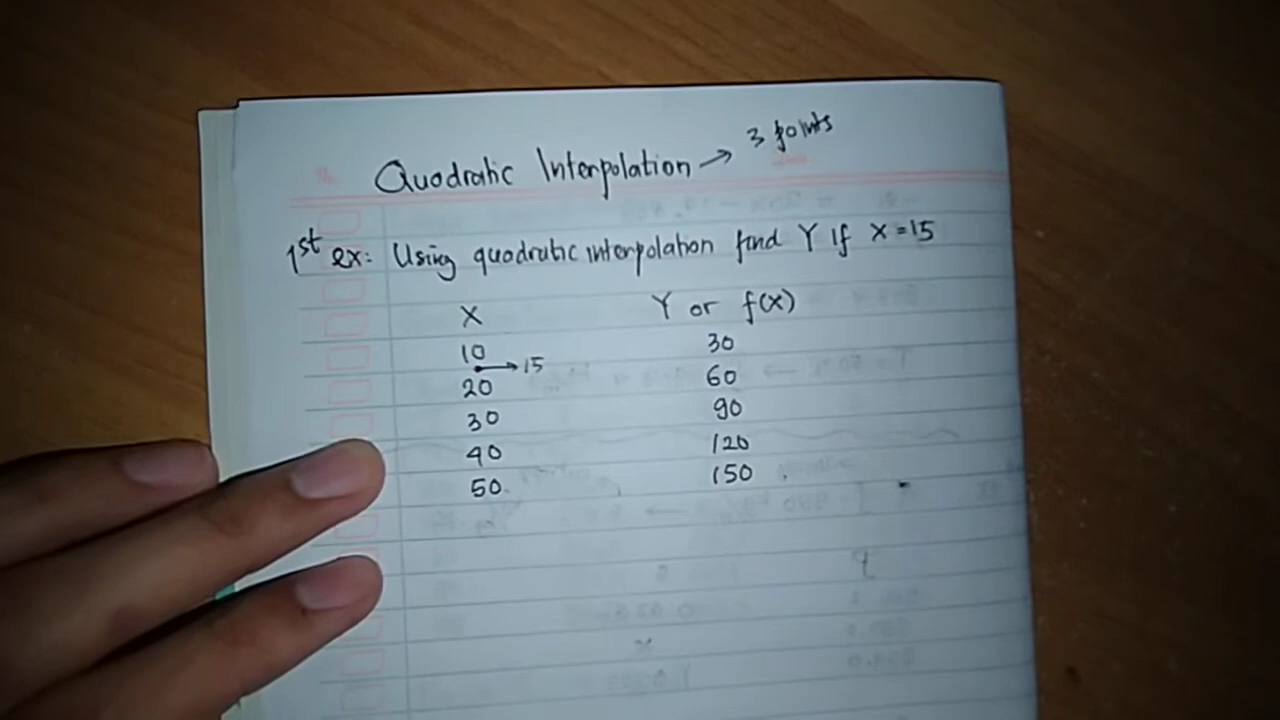 Quadratic Interpolation → 3 points
1st ex: Using quadratic interpolation find Y if X = 15
X Y or f(x)
10 30
→ 15
20 60
30 90
40 120
50 150